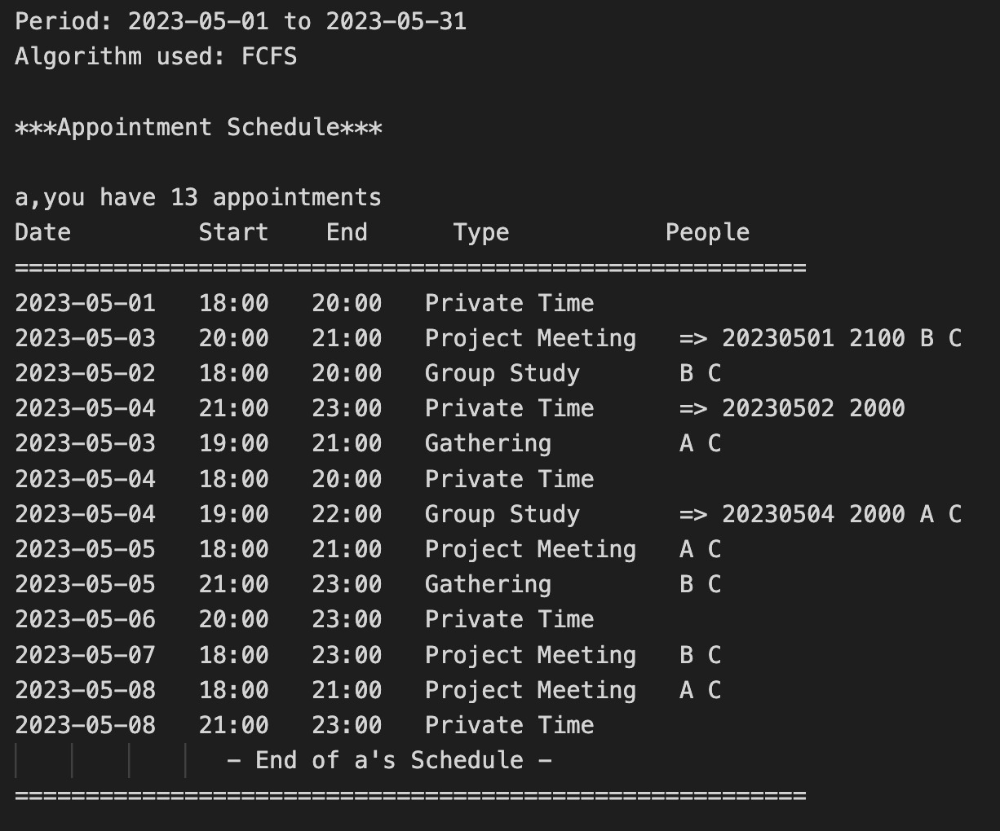 Period: 2023-05-01 to 2023-05-31
Algorithm used: FCFS
***Appointment Schedule***
a,you have 13 appointments
Date         Start    End      Type           People
========================================================
2023-05-01   18:00   20:00   Private Time
2023-05-03   20:00   21:00   Project Meeting   => 20230501 2100 B C
2023-05-02   18:00   20:00   Group Study       B C
2023-05-04   21:00   23:00   Private Time      => 20230502 2000
2023-05-03   19:00   21:00   Gathering         A C
2023-05-04   18:00   20:00   Private Time
2023-05-04   19:00   22:00   Group Study       => 20230504 2000 A C
2023-05-05   18:00   21:00   Project Meeting   A C
2023-05-05   21:00   23:00   Gathering         B C
2023-05-06   20:00   23:00   Private Time
2023-05-07   18:00   23:00   Project Meeting   B C
2023-05-08   18:00   21:00   Project Meeting   A C
2023-05-08   21:00   23:00   Private Time
               - End of a's Schedule -
========================================================